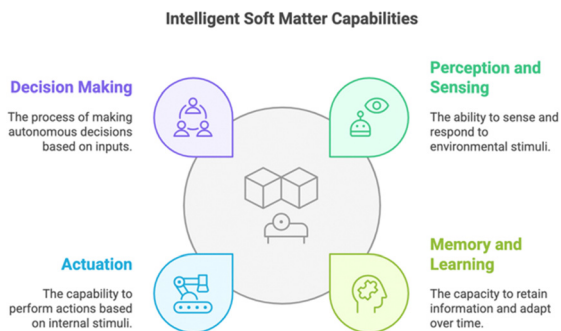 Intelligent Soft Matter Capabilities
Decision Making
The process of making
autonomous decisions
based on inputs.
Perception and
Sensing
The ability to sense and
respond to
environmental stimuli.
Actuation
The capability to
perform actions based
on internal stimuli.
Memory and
Learning
The capacity to retain
information and adapt
over time.